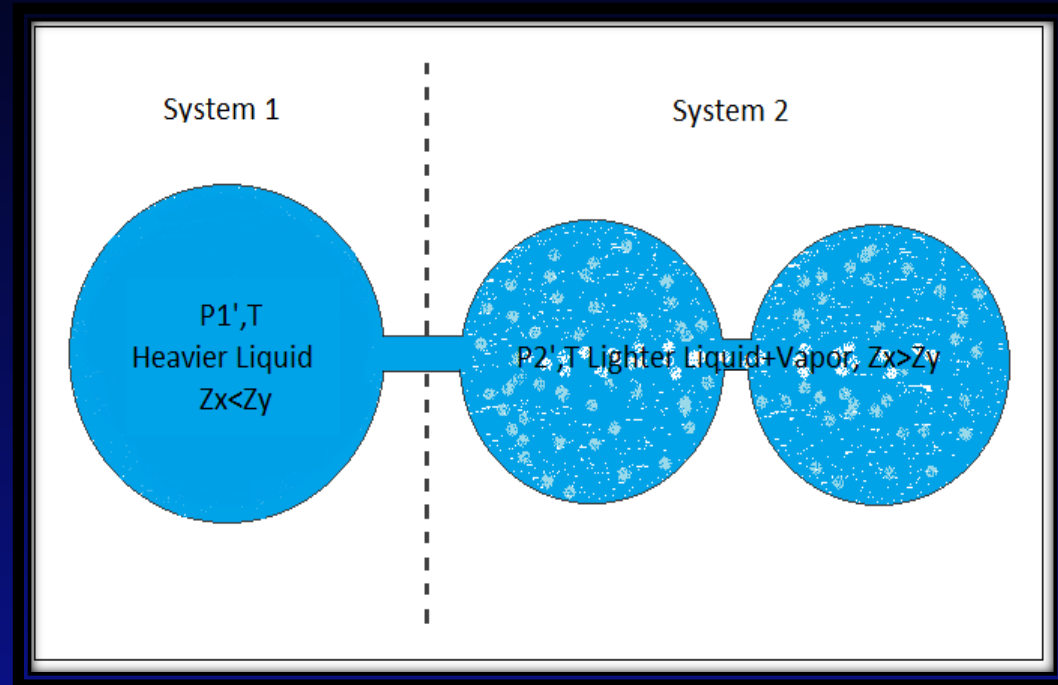 System 1
System 2
P1',T
Heavier Liquid
Zx<Zy
P2',T Lighter Liquid+Vapor, Zx>Zy